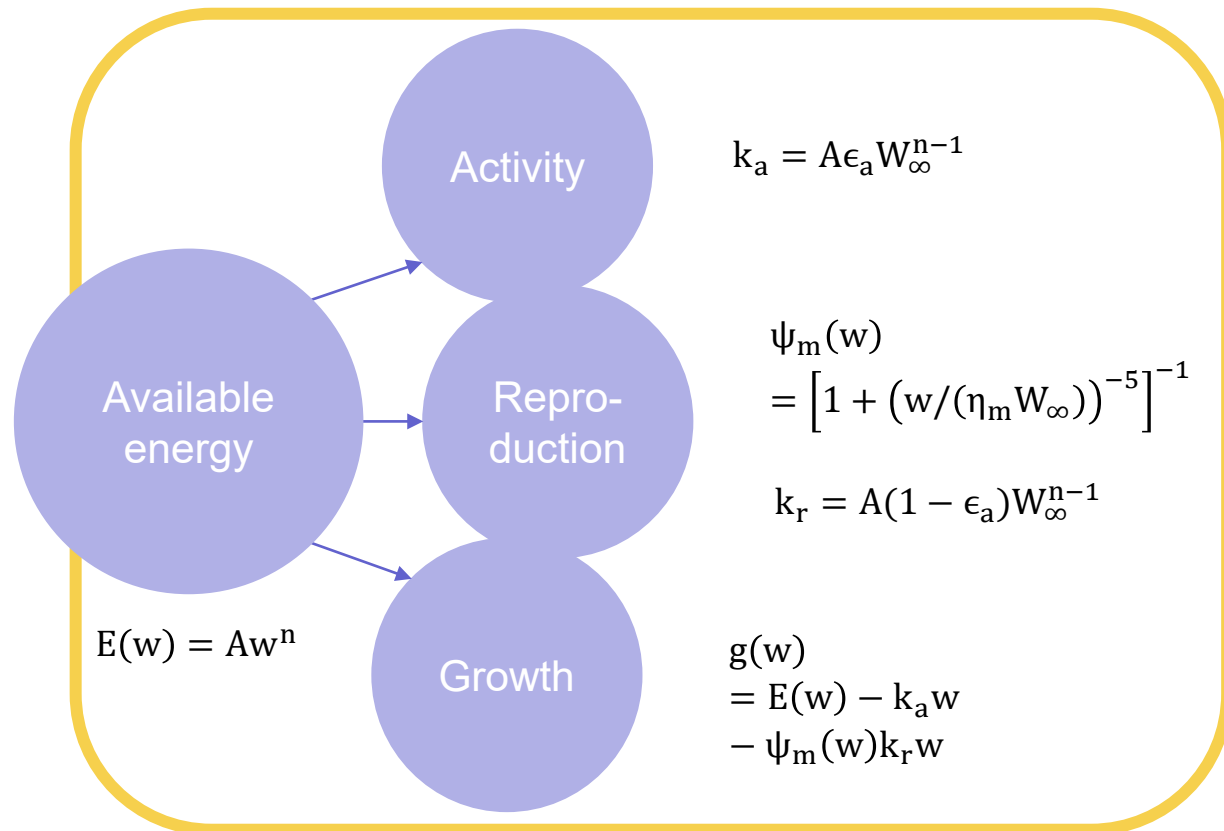 Activity
k_a = Aϵ_a W_∞^{n−1}
Available
energy
E(w) = Aw^n
Repro-
duction
ψ_m(w)
= [1 + (w/(η_m W_∞))^{−5}]^{−1}
k_r = A(1 − ϵ_a)W_∞^{n−1}
Growth
g(w)
= E(w) − k_a w
− ψ_m(w)k_r w